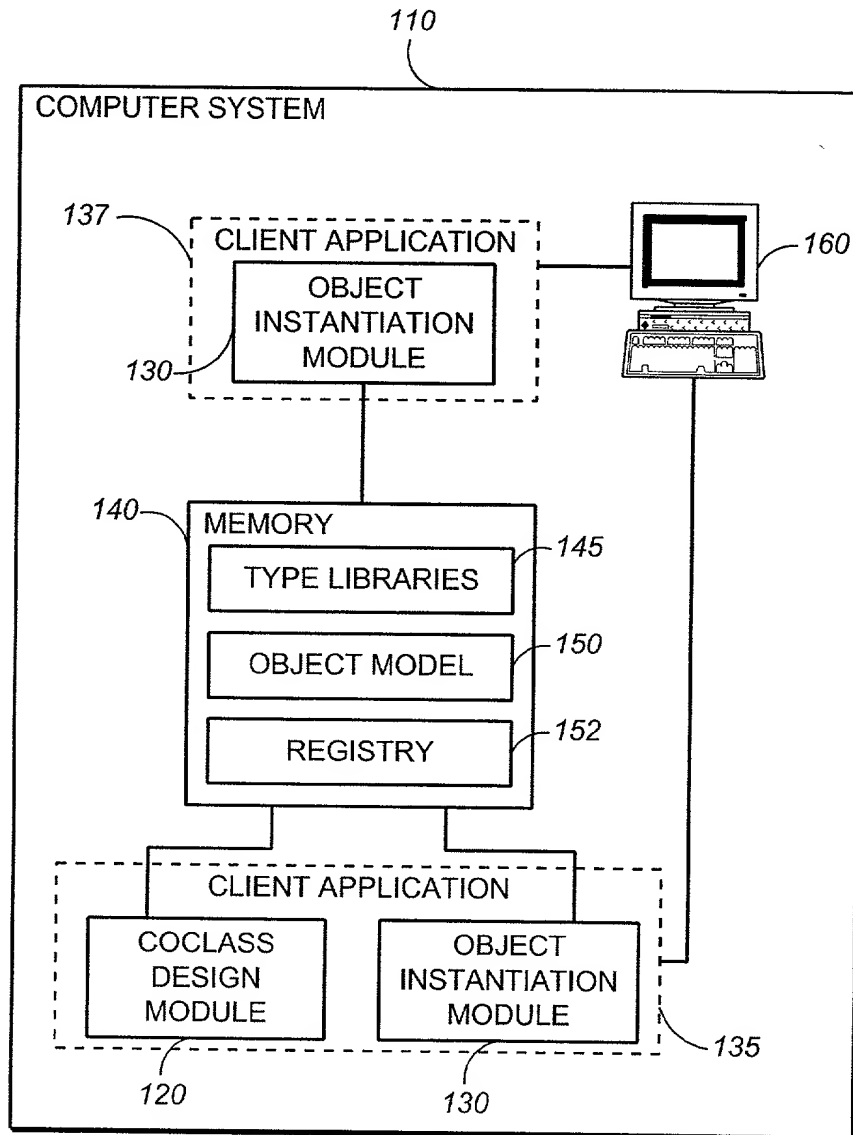 110
COMPUTER SYSTEM
137
CLIENT APPLICATION
OBJECT
INSTANTIATION
MODULE
130
160
140
MEMORY
145
TYPE LIBRARIES
OBJECT MODEL
150
REGISTRY
152
CLIENT APPLICATION
COCLASS
DESIGN
MODULE
OBJECT
INSTANTIATION
MODULE
120
130
135